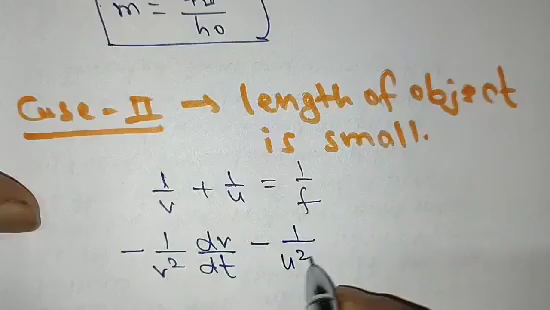 m = hI/h0
Case-II → length of object
is small.
1/v + 1/u = 1/f
- 1/v² dv/dt - 1/u²